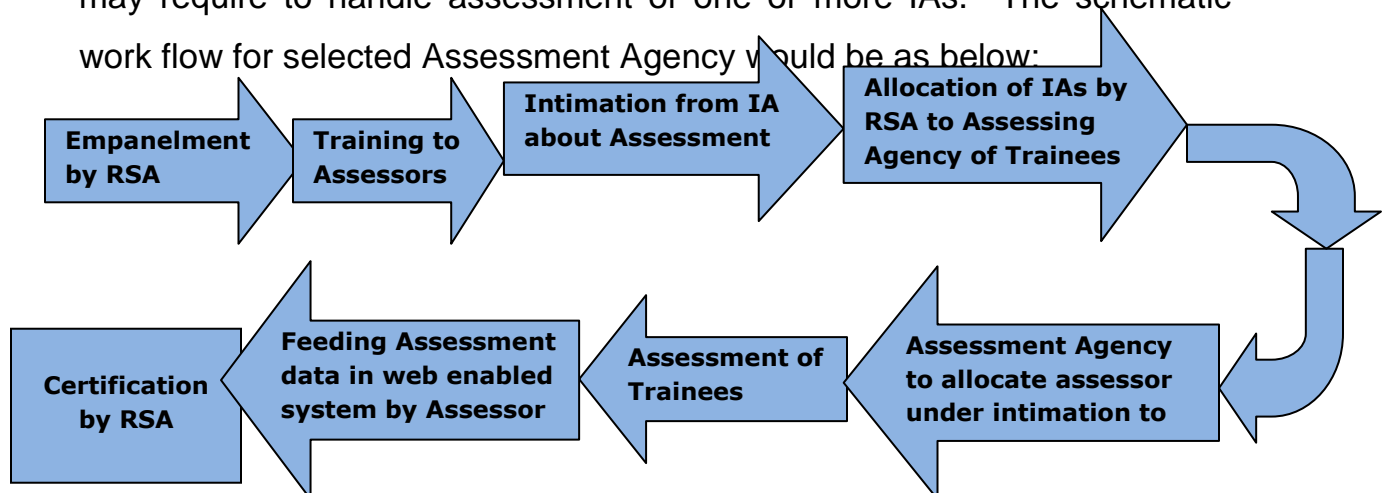 may require to handle assessment of one or more IAs. The schematic
work flow for selected Assessment Agency would be as below:
Empanelment
by RSA
Training to
Assessors
Intimation from IA
about Assessment
Allocation of IAs by
RSA to Assessing
Agency of Trainees
Assessment Agency
to allocate assessor
under intimation to
Assessment of
Trainees
Feeding Assessment
data in web enabled
system by Assessor
Certification
by RSA